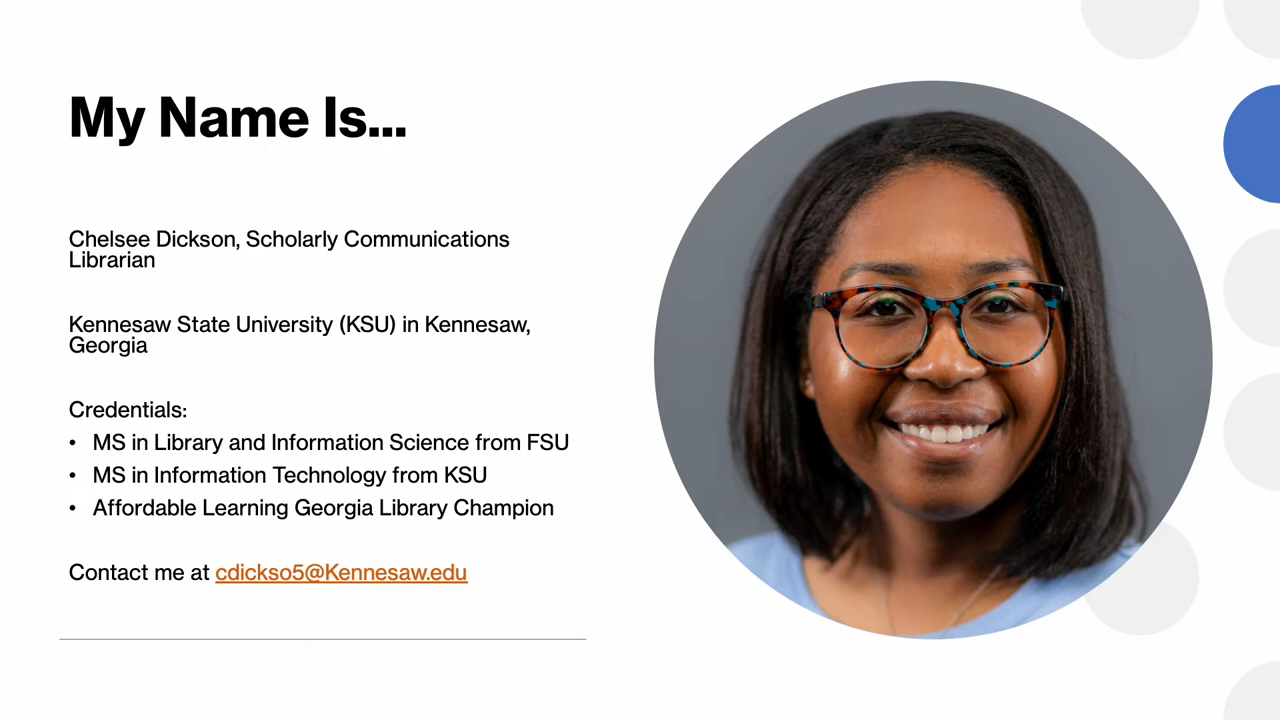 My Name Is...
Chelsee Dickson, Scholarly Communications
Librarian
Kennesaw State University (KSU) in Kennesaw,
Georgia
Credentials:
• MS in Library and Information Science from FSU
• MS in Information Technology from KSU
• Affordable Learning Georgia Library Champion
Contact me at cdickso5@Kennesaw.edu